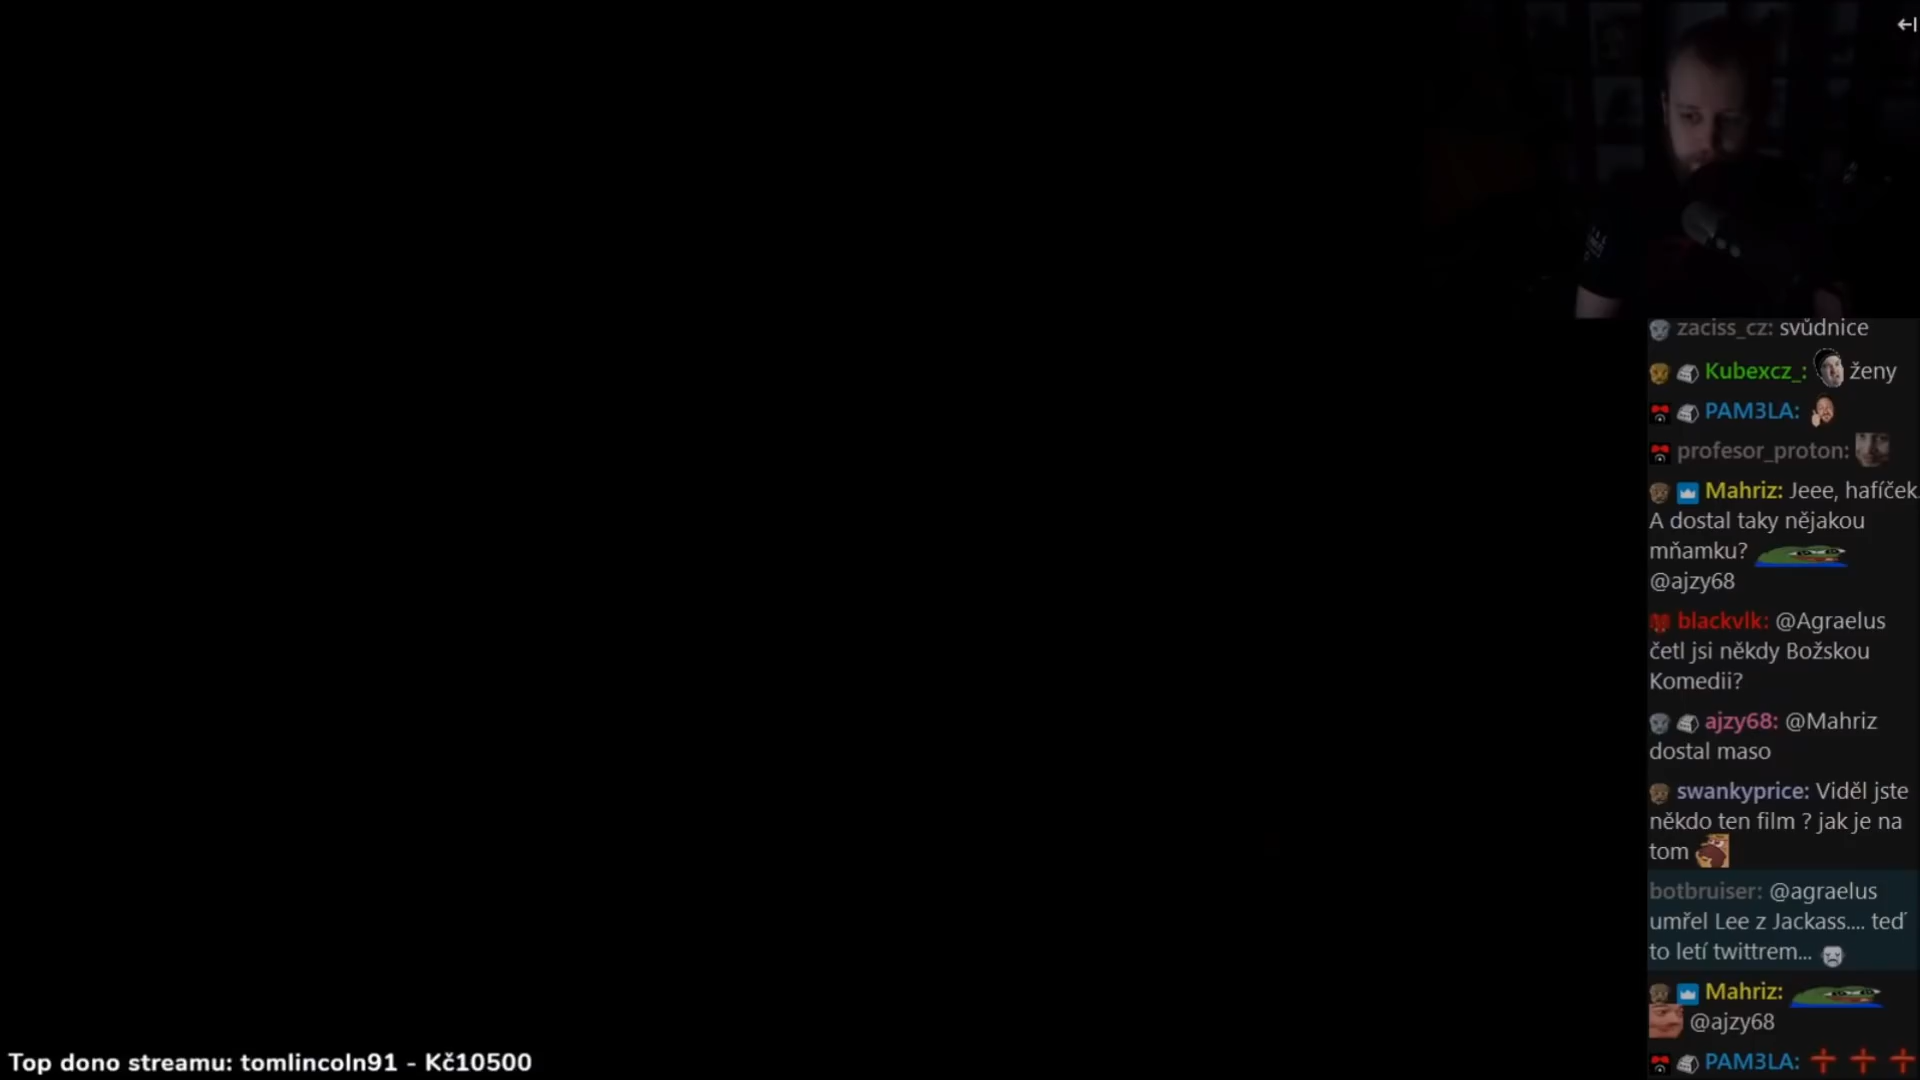 zaciss_cz: svůdnice
Kubexcz_: ženy
PAM3LA:
profesor_proton:
Mahriz: Jeee, hafíček.
A dostal taky nějakou
mňamku?
@ajzy68
blackvlk: @Agraelus
četl jsi někdy Božskou
Komedii?
ajzy68: @Mahriz
dostal maso
swankyprice: Viděl jste
někdo ten film ? jak je na
tom
botbruiser: @agraelus
umřel Lee z Jackass.... teď
to letí twittrem...
Mahriz:
@ajzy68
PAM3LA:
Top dono streamu: tomlincoln91 - Kč10500